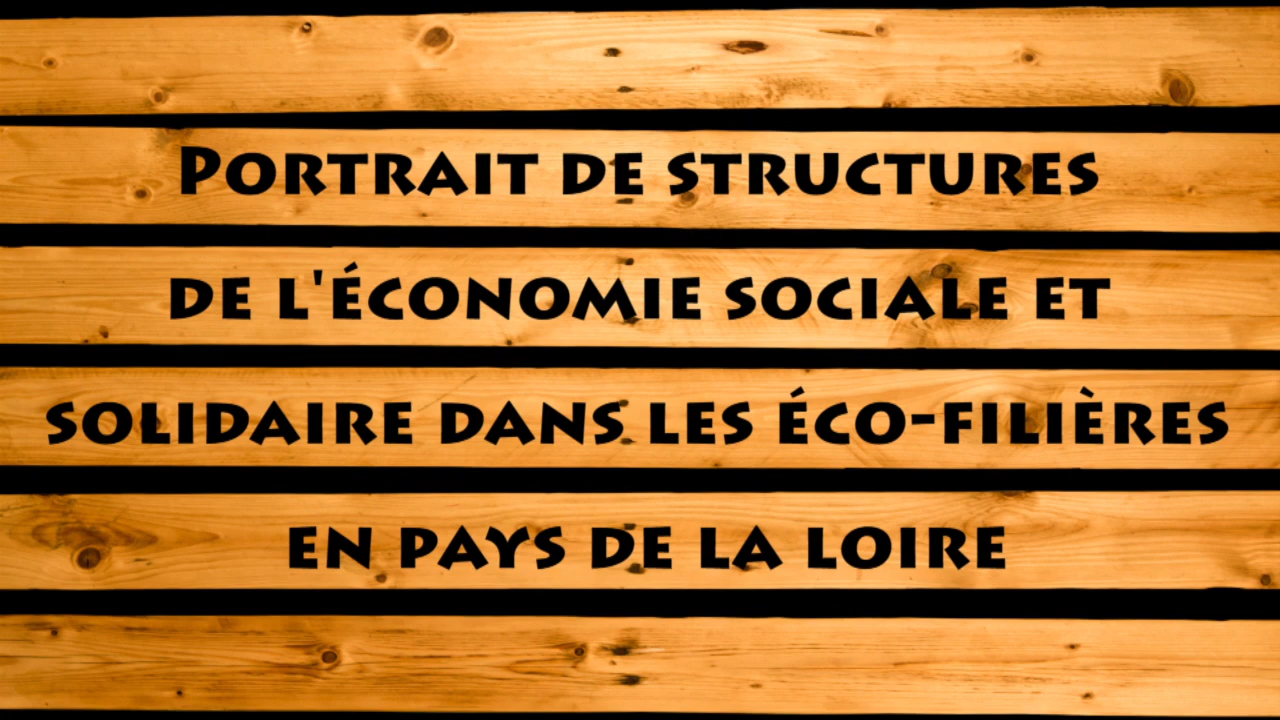 Portrait de structures
de l'économie sociale et
solidaire dans les éco-filières
en pays de la loire